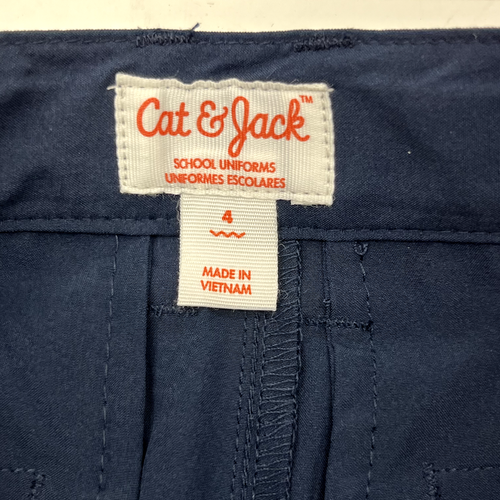 Cat & Jack™
SCHOOL UNIFORMS
UNIFORMES ESCOLARES
4
MADE IN
VIETNAM